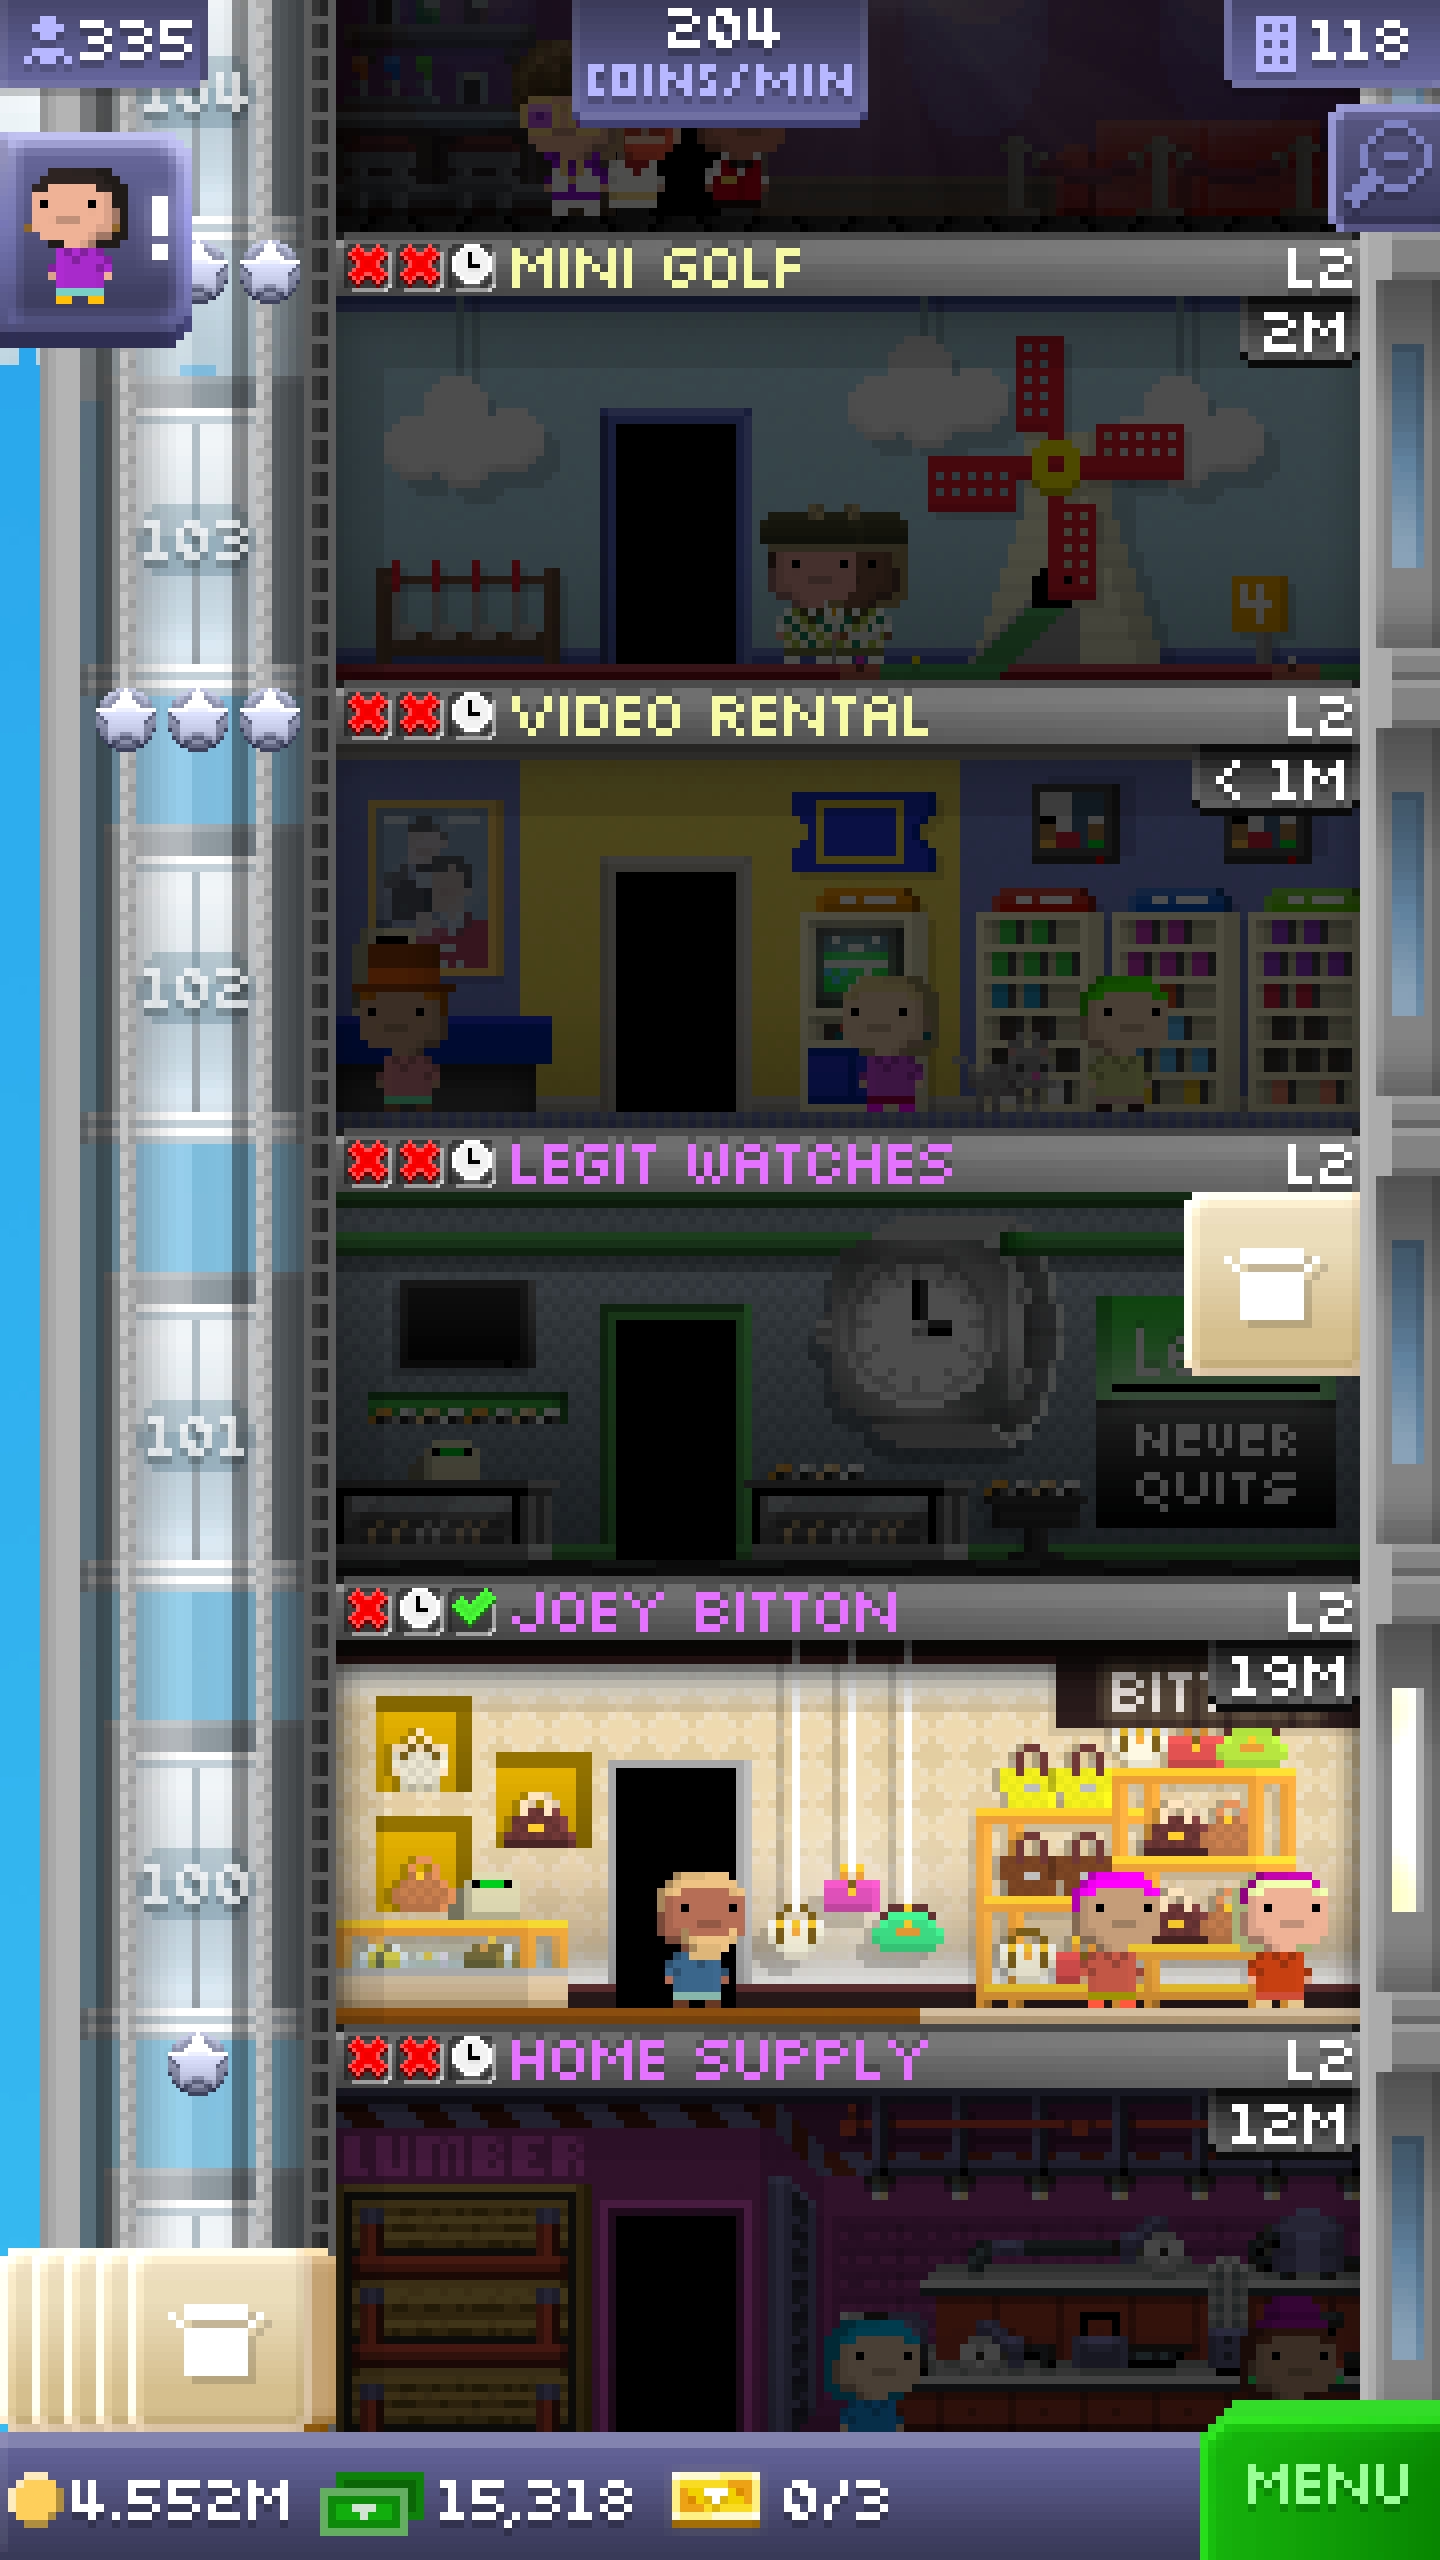 335
204
COINS/MIN
118
104
!
MINI GOLF L2
2M
103
4
VIDEO RENTAL L2
< 1M
102
LEGIT WATCHES L2
NEVER
QUITS
101
JOEY BITTON L2
19M
100
HOME SUPPLY L2
12M
LUMBER
4.552M 15,318 0/3
MENU